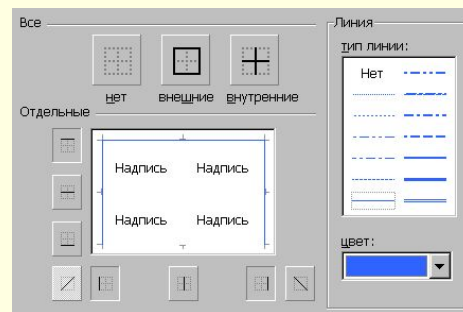 Все
нет
внешние
внутренние
Отдельные
Надпись Надпись
Надпись Надпись
Линия
тип линии:
Нет
цвет: